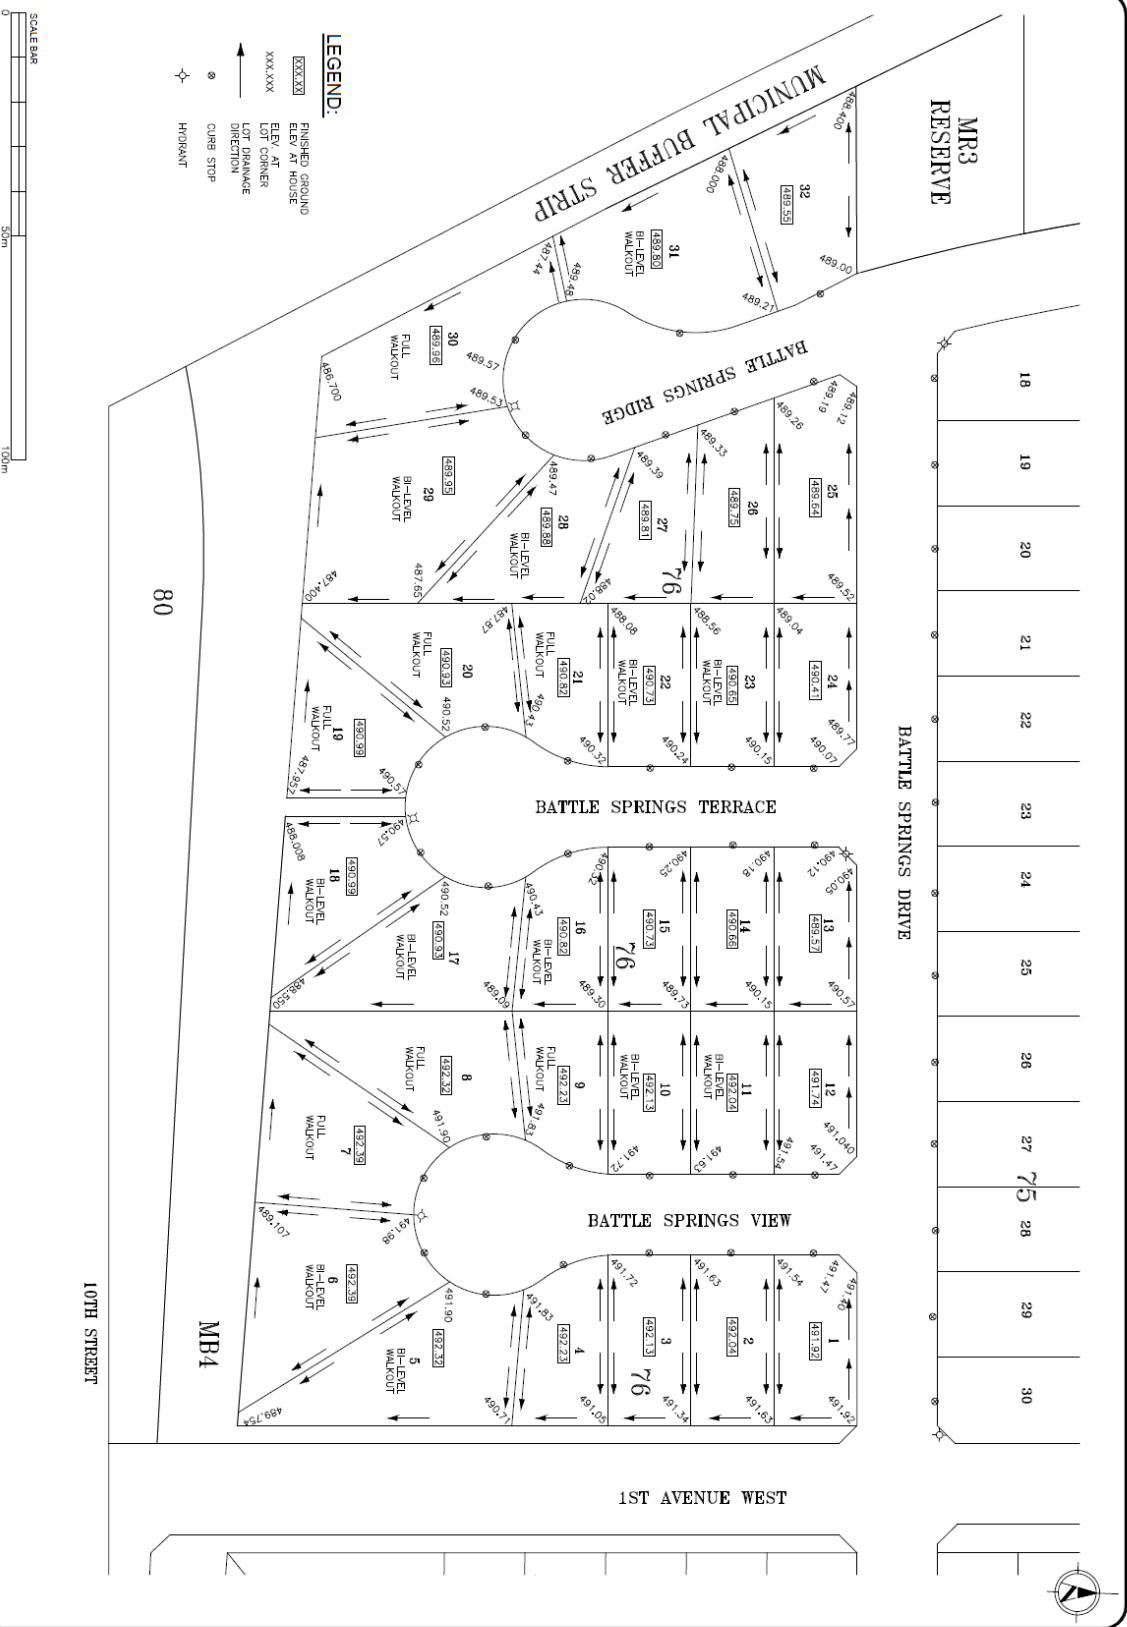 MR3
RESERVE
MUNICIPAL BUFFER STRIP
LEGEND:
XXX.XX
FINISHED GROUND
ELEV AT HOUSE
XXX.XXX
ELEV. AT
LOT CORNER
LOT DRAINAGE
DIRECTION
CURB STOP
HYDRANT
SCALE BAR
0
50m
100m
488.400
32
489.55
489.00
488.000
489.21
31
489.80
BI-LEVEL
WALKOUT
487.44
489.48
30
489.96
FULL
WALKOUT
489.57
489.53
486.700
BATTLE SPRINGS RIDGE
489.19
489.12
489.26
489.33
489.39
489.47
25
489.64
489.52
26
489.75
27
489.81
28
489.88
BI-LEVEL
WALKOUT
29
489.95
BI-LEVEL
WALKOUT
76
488.02
487.65
487.400
80
489.04
488.56
488.08
487.87
24
490.41
489.77
490.07
23
490.65
BI-LEVEL
WALKOUT
490.15
22
490.73
BI-LEVEL
WALKOUT
490.24
21
490.82
FULL
WALKOUT
490.32
490.43
20
490.93
FULL
WALKOUT
490.52
19
490.99
FULL
WALKOUT
490.57
487.957
BATTLE SPRINGS TERRACE
BATTLE SPRINGS DRIVE
490.05
490.12
490.18
490.25
490.32
490.43
490.52
490.57
488.008
13
489.57
14
490.66
15
490.73
16
490.82
BI-LEVEL
WALKOUT
17
490.93
BI-LEVEL
WALKOUT
18
490.99
BI-LEVEL
WALKOUT
76
490.57
490.15
489.73
489.30
489.09
488.550
12
491.74
491.040
491.47
11
492.04
BI-LEVEL
WALKOUT
491.54
10
492.13
BI-LEVEL
WALKOUT
491.63
9
492.23
FULL
WALKOUT
491.72
491.83
8
492.32
FULL
WALKOUT
491.90
7
492.39
FULL
WALKOUT
491.98
489.107
BATTLE SPRINGS VIEW
491.40
491.47
491.54
491.63
491.72
491.83
491.90
1
491.92
2
492.04
3
492.13
4
492.23
5
492.32
BI-LEVEL
WALKOUT
6
492.39
BI-LEVEL
WALKOUT
76
491.92
491.63
491.34
491.05
490.71
489.754
MB4
10TH STREET
1ST AVENUE WEST
18
19
20
21
22
23
24
25
26
27
75
28
29
30